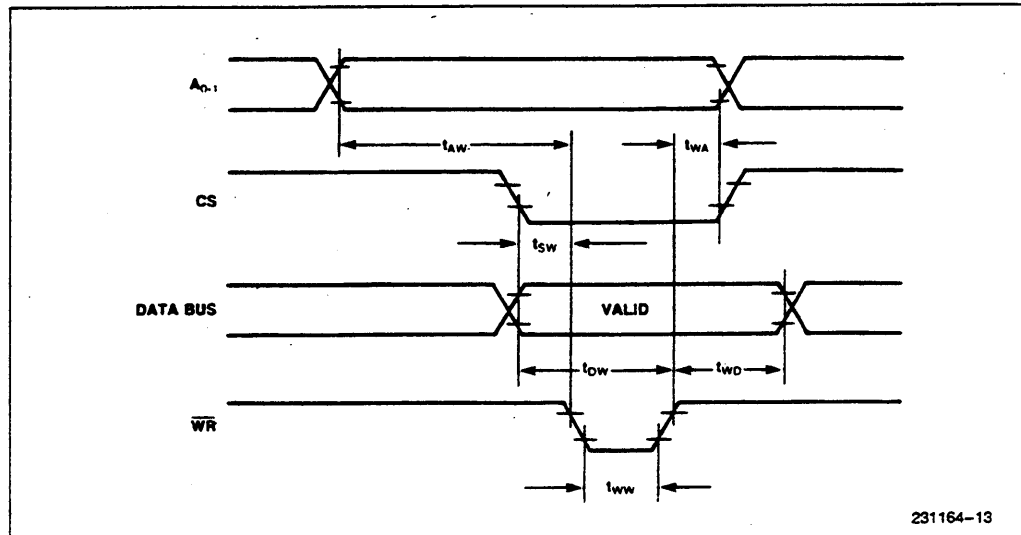 A0-1
tAW
tWA
CS
tSW
DATA BUS
VALID
tDW
tWD
WR
tWW
231164-13